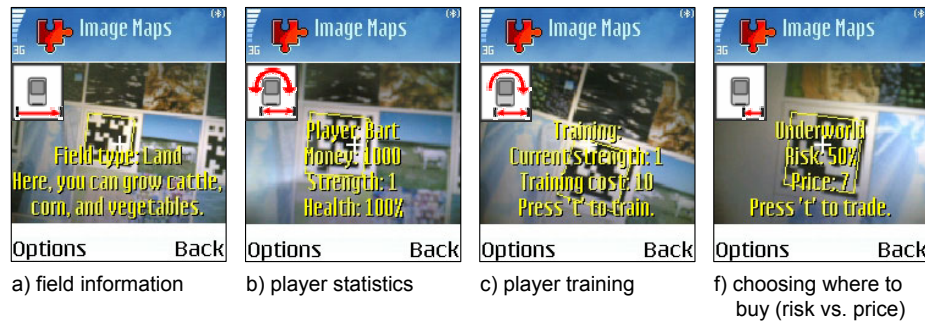 Image Maps
3G
Field type: Land
Here, you can grow cattle,
corn, and vegetables.
Options Back
a) field information
Image Maps
3G
Player: Bart
Money: 1000
Strength: 1
Health: 100%
Options Back
b) player statistics
Image Maps
3G
Training:
Current strength: 1
Training cost: 10
Press 't' to train.
Options Back
c) player training
Image Maps
3G
Underworld
Risk: 50%
Price: 7
Press 't' to trade.
Options Back
f) choosing where to
buy (risk vs. price)